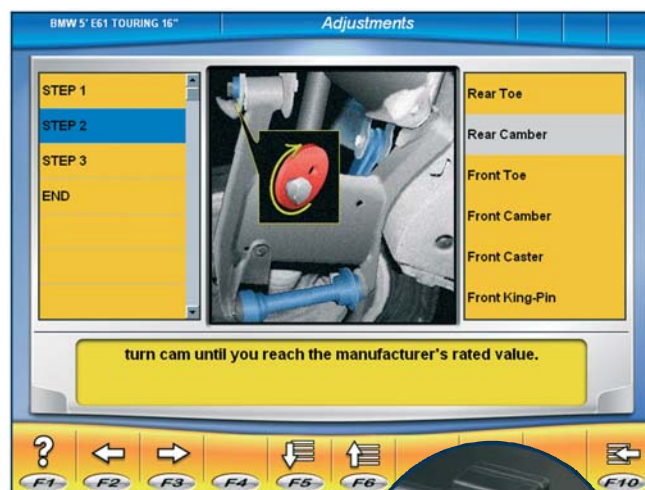 BMW 5' E61 TOURING 16"
Adjustments
STEP 1
STEP 2
STEP 3
END
Rear Toe
Rear Camber
Front Toe
Front Camber
Front Caster
Front King-Pin
turn cam until you reach the manufacturer's rated value.
?
F1
F2
F3
F4
F5
F6
F10